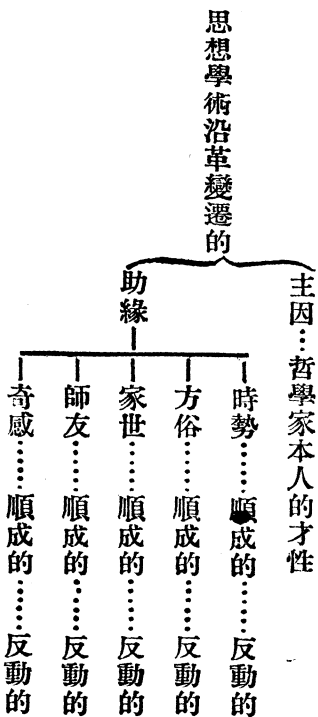 思想學術沿革變遷的
主因…哲學家本人的才性
助緣
時勢……順成的……反動的
方俗……順成的……反動的
家世……順成的……反動的
師友……順成的……反動的
奇感……順成的……反動的